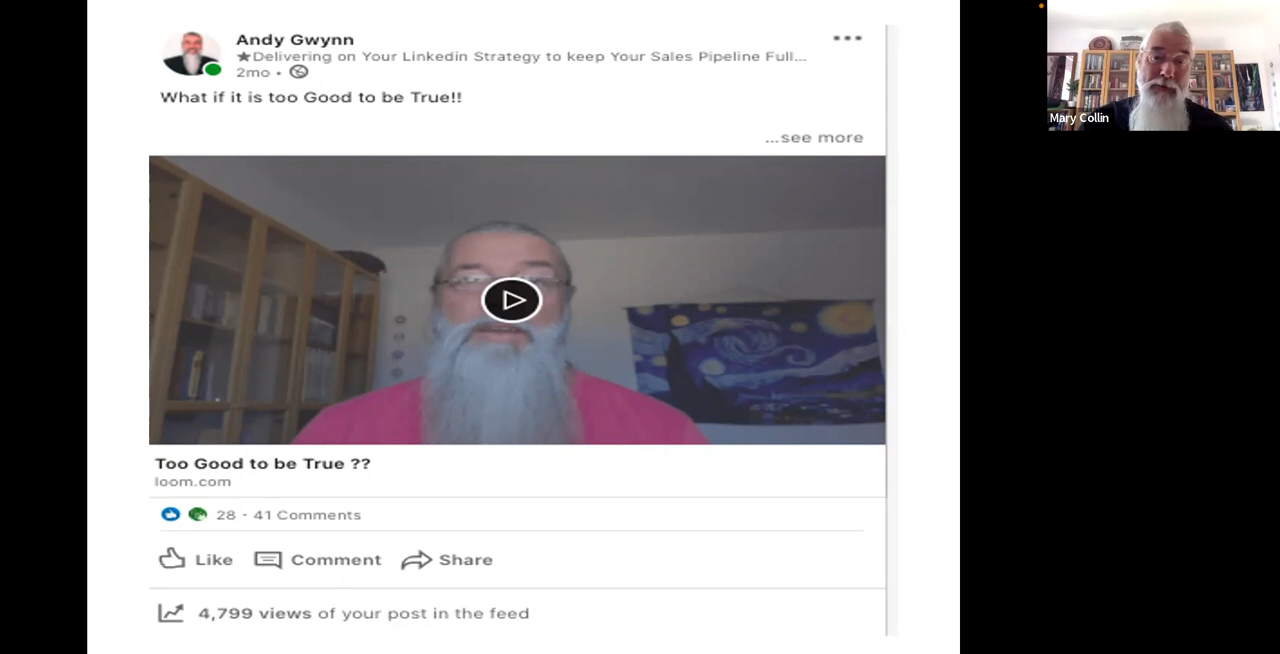 Andy Gwynn
★Delivering on Your Linkedin Strategy to keep Your Sales Pipeline Full...
2mo •
What if it is too Good to be True!!
...see more
Too Good to be True ??
loom.com
28 - 41 Comments
Like Comment Share
4,799 views of your post in the feed
Mary Collin